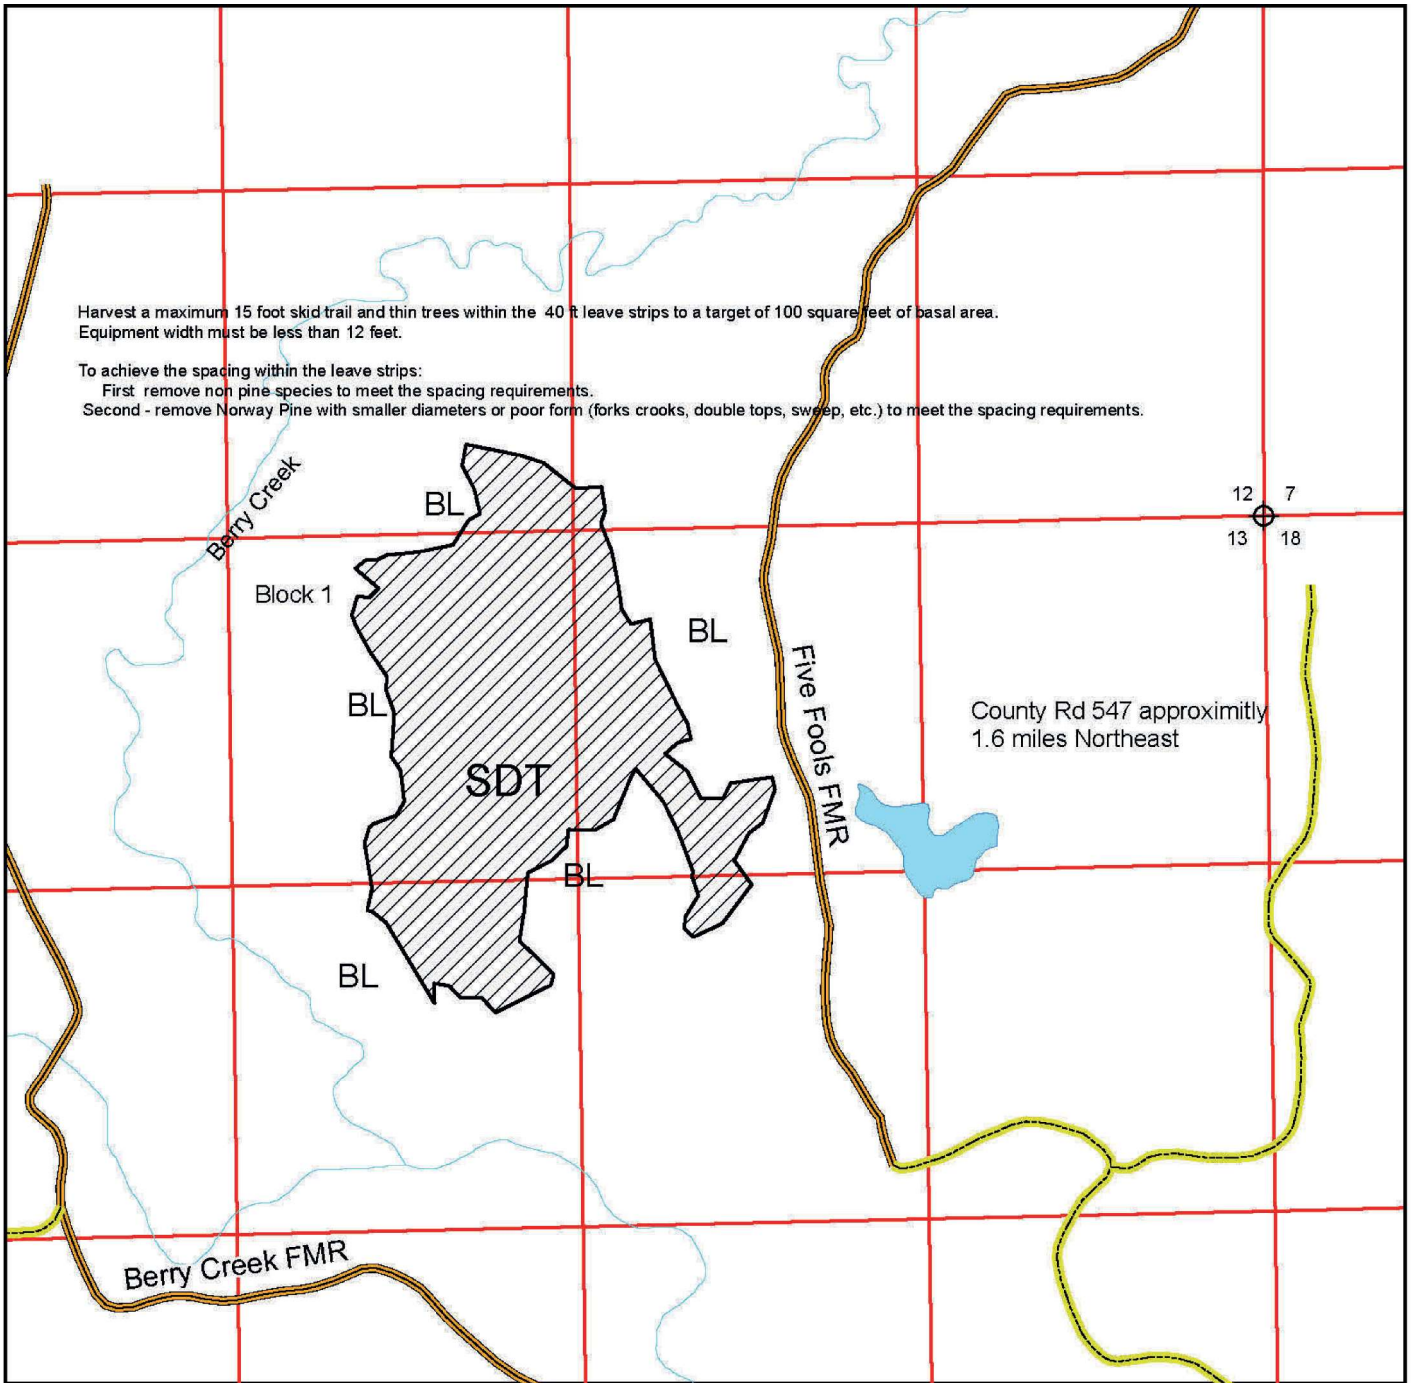 Harvest a maximum 15 foot skid trail and thin trees within the 40 ft leave strips to a target of 100 square feet of basal area.
Equipment width must be less than 12 feet.
To achieve the spacing within the leave strips:
First remove non pine species to meet the spacing requirements.
Second - remove Norway Pine with smaller diameters or poor form (forks crooks, double tops, sweep, etc.) to meet the spacing requirements.
Berry Creek
BL
12 7
13 18
Block 1
BL
BL
Five Fools FMR
County Rd 547 approximitly
1.6 miles Northeast
SDT
BL
BL
Berry Creek FMR